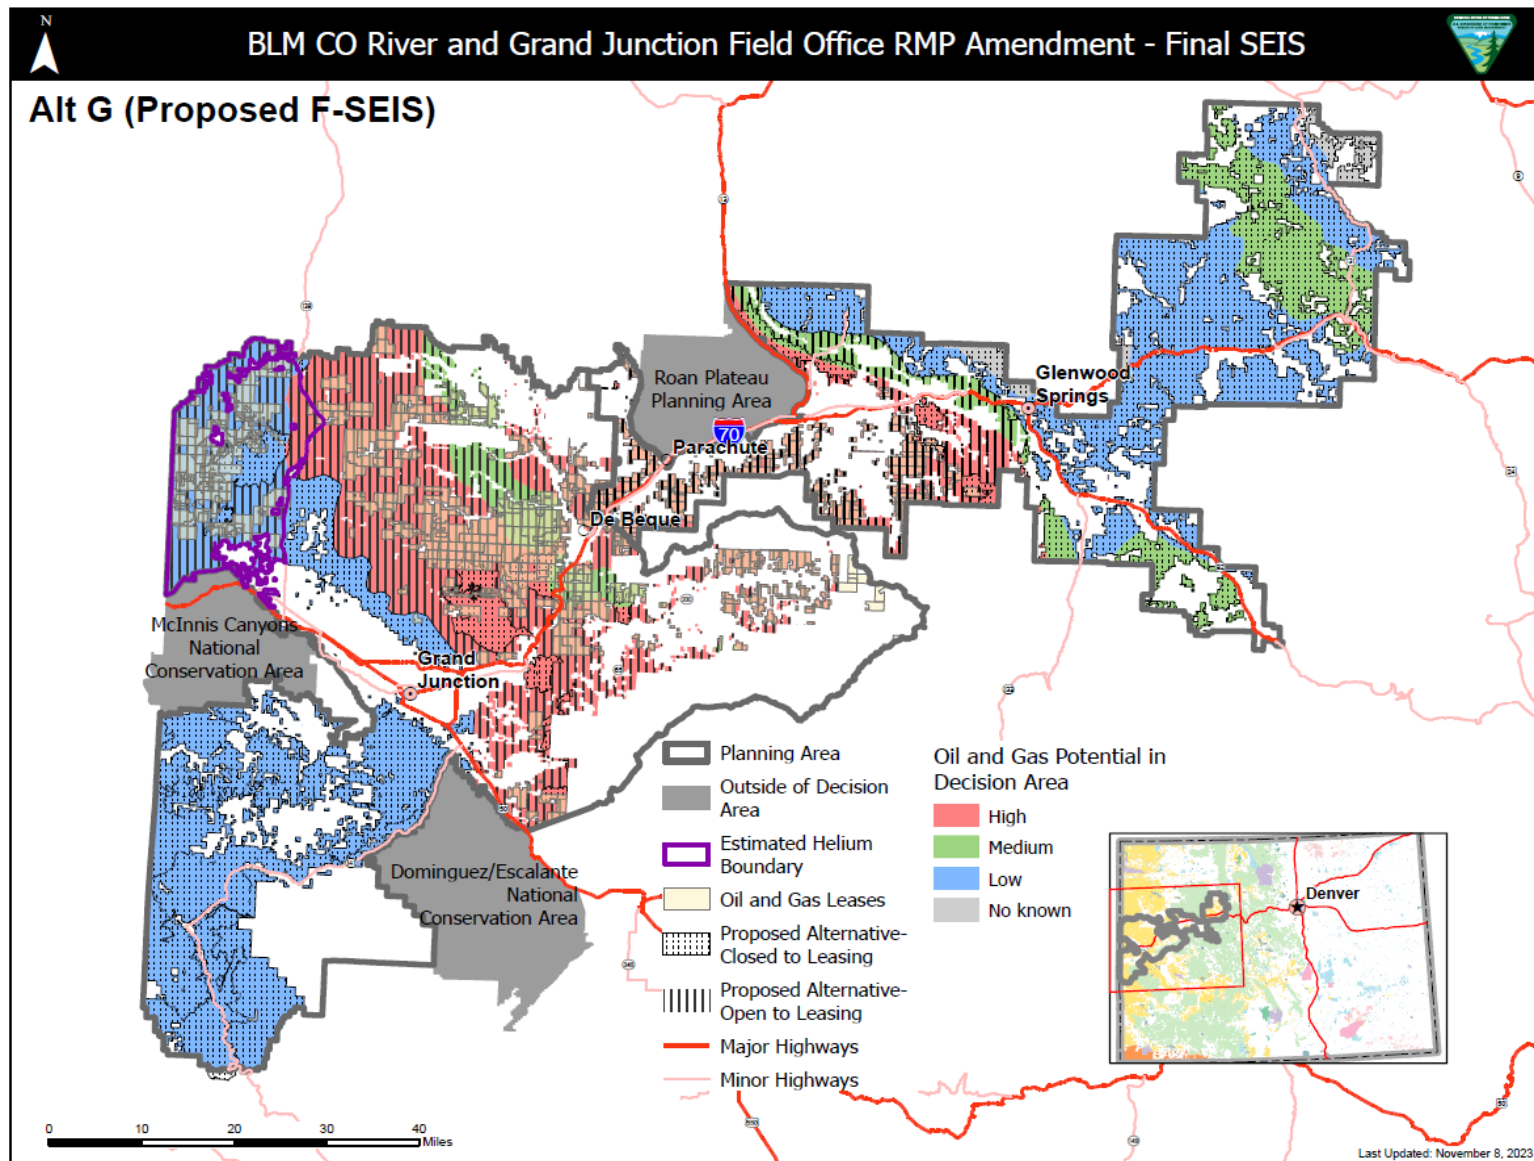 N
BLM CO River and Grand Junction Field Office RMP Amendment - Final SEIS
Alt G (Proposed F-SEIS)
Roan Plateau
Planning Area
70
Parachute
De Beque
Glenwood
Springs
McInnis Canyons
National
Conservation Area
Grand
Junction
Dominguez/Escalante
National
Conservation Area
Planning Area
Outside of Decision
Area
Estimated Helium
Boundary
Oil and Gas Leases
Proposed Alternative-
Closed to Leasing
Proposed Alternative-
Open to Leasing
Major Highways
Minor Highways
Oil and Gas Potential in
Decision Area
High
Medium
Low
No known
Denver
0 10 20 30 40
Miles
Last Updated: November 8, 2023